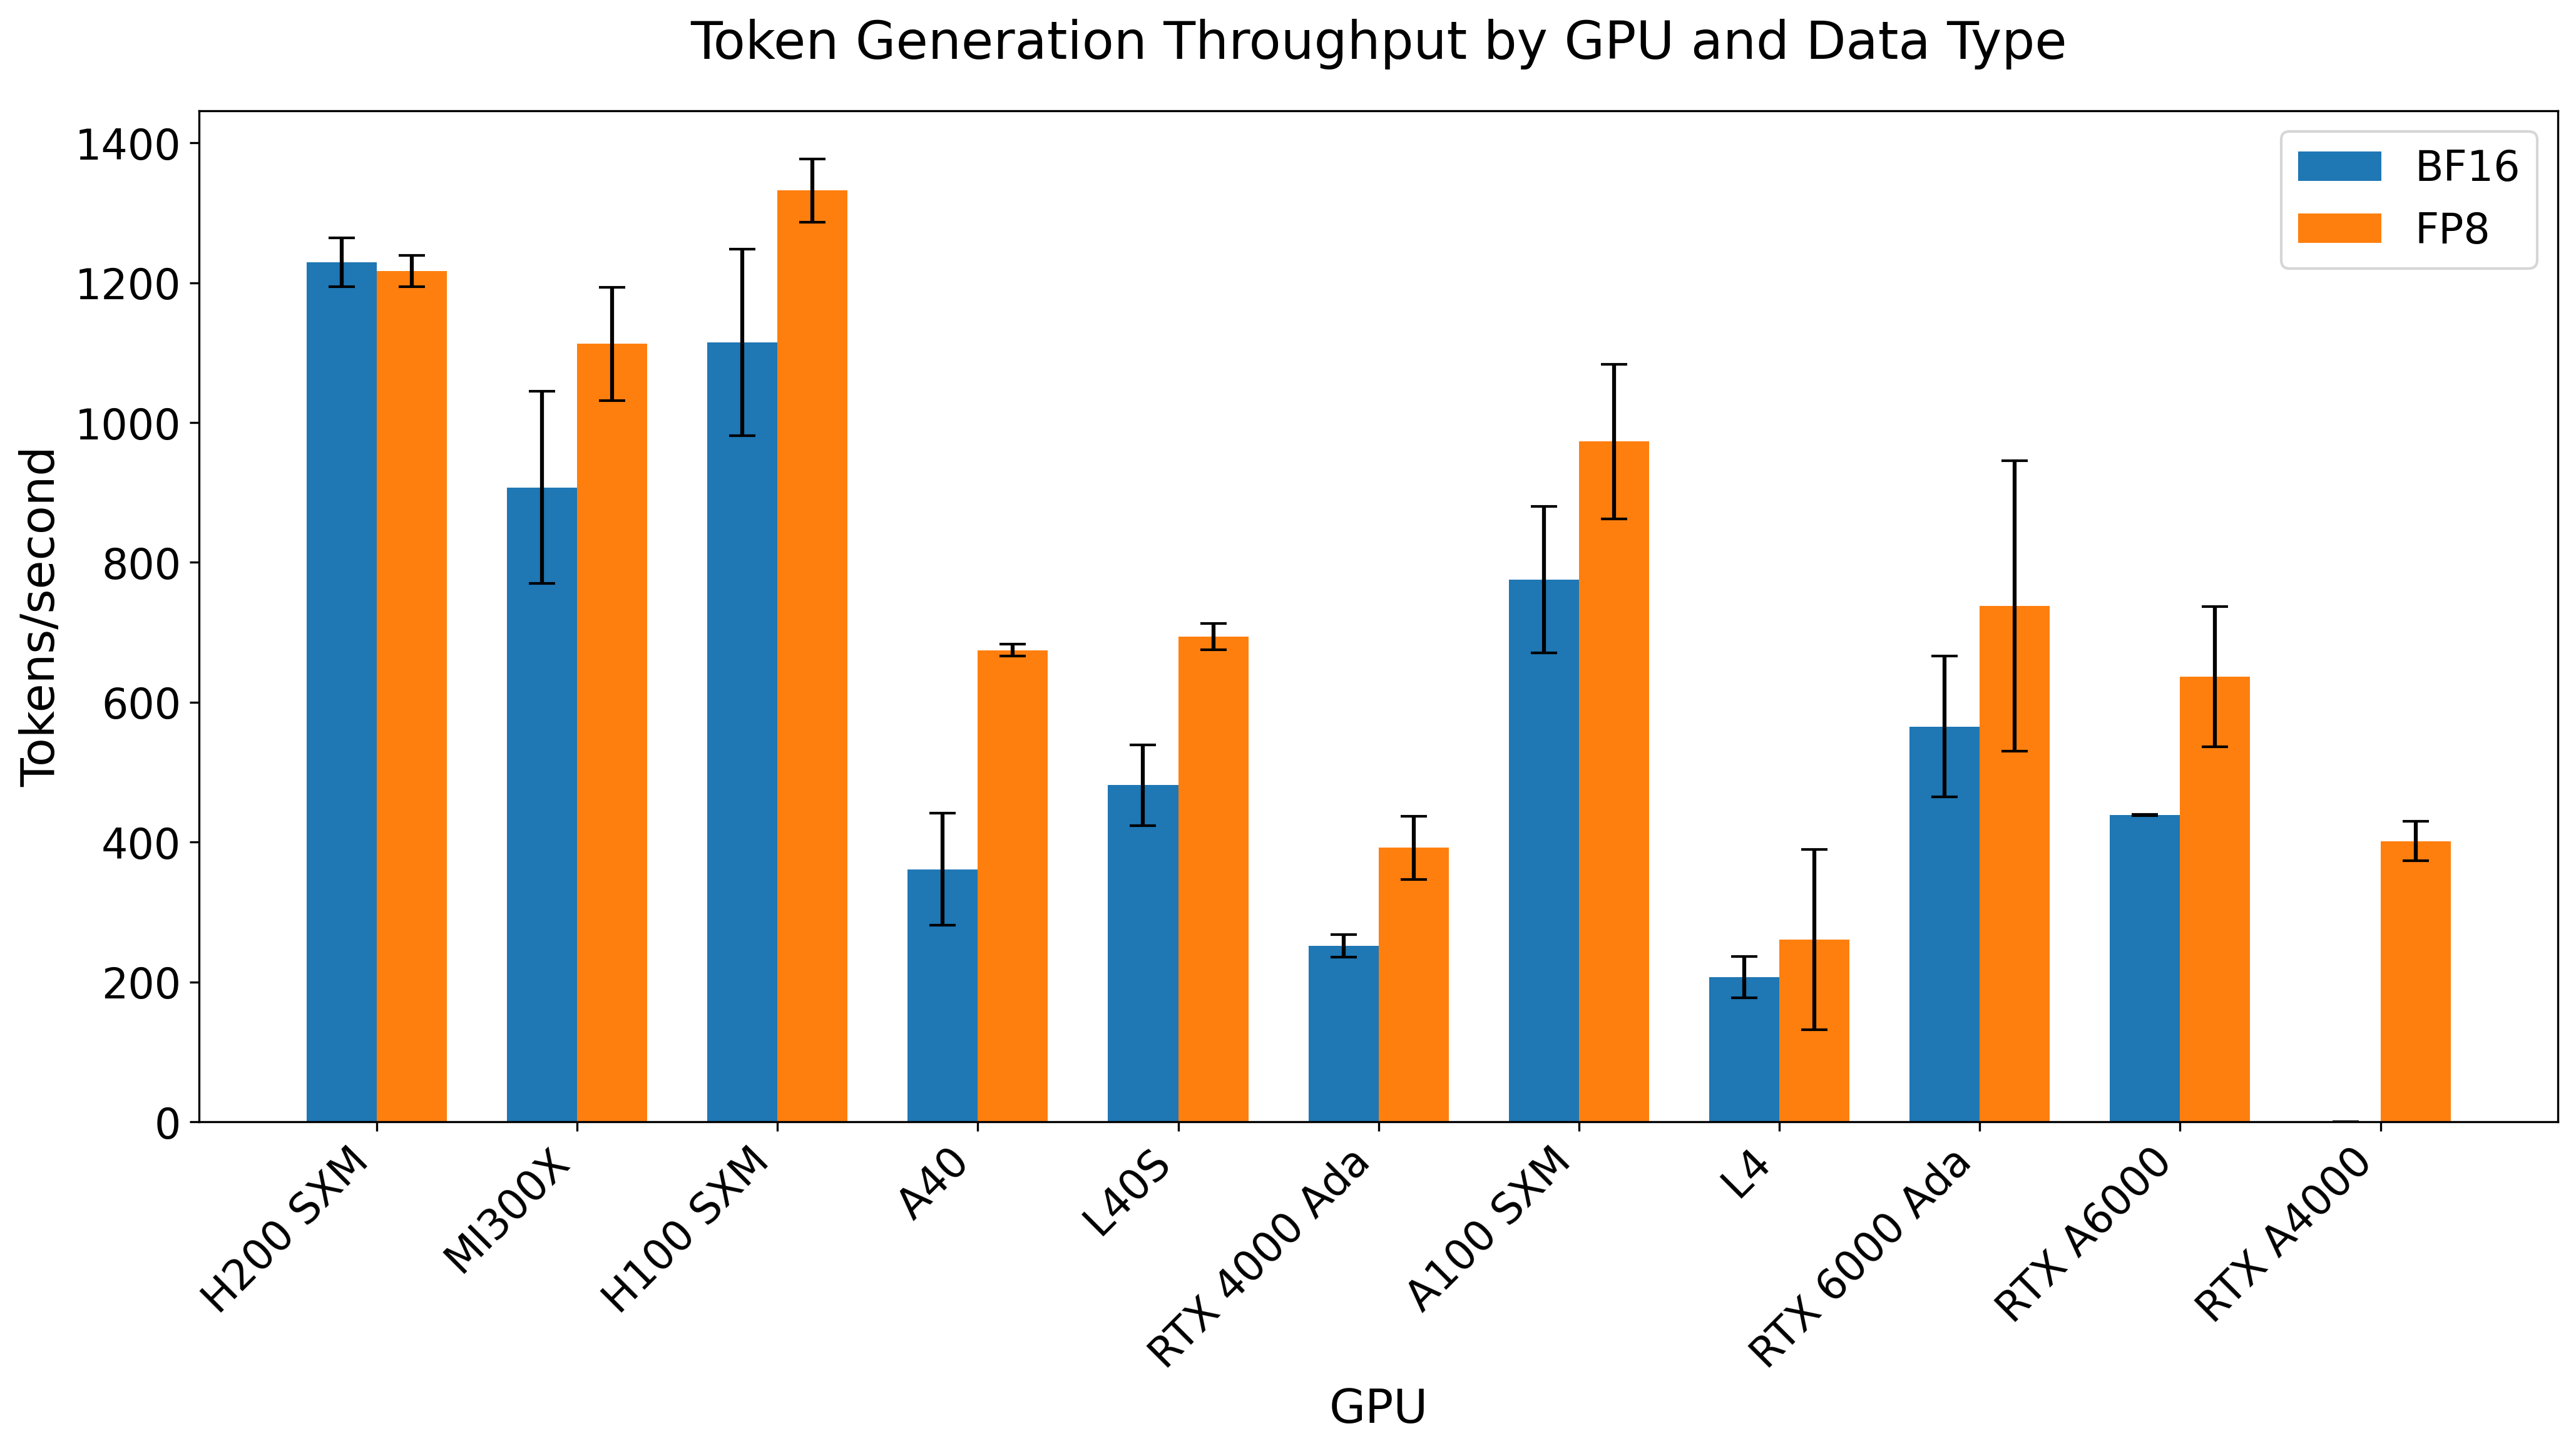 Token Generation Throughput by GPU and Data Type
1400
1200
1000
800
600
400
200
0
Tokens/second
BF16
FP8
H200 SXM
MI300X
H100 SXM
A40
L40S
RTX 4000 Ada
A100 SXM
L4
RTX 6000 Ada
RTX A6000
RTX A4000
GPU